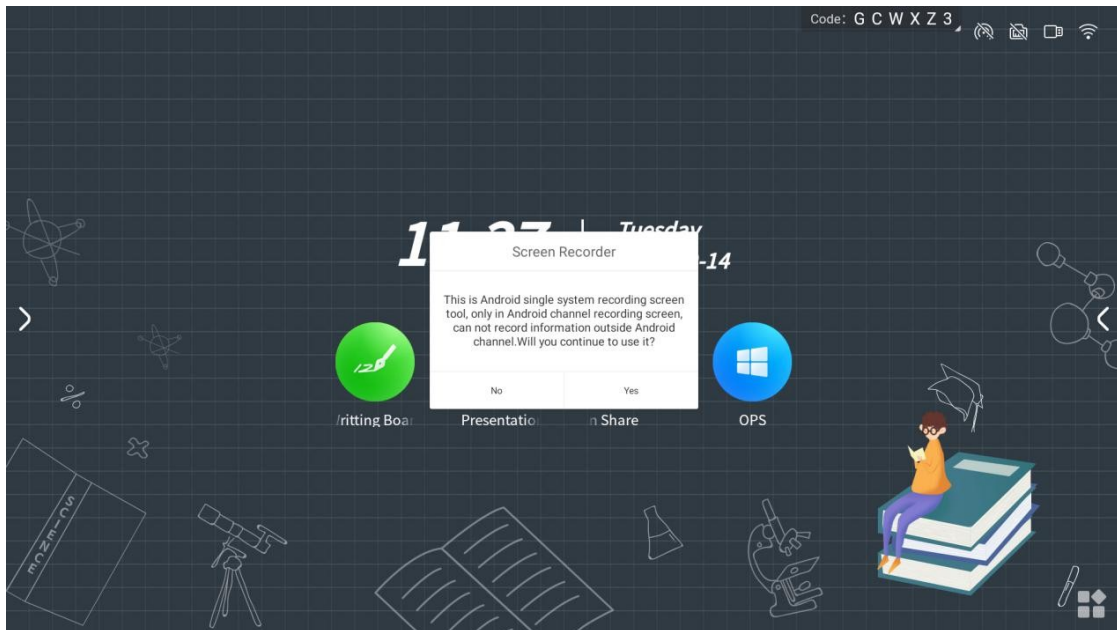 Code: G C W X Z 3
Tuesday
-14
Screen Recorder
This is Android single system recording screen
tool, only in Android channel recording screen,
can not record information outside Android
channel.Will you continue to use it?
No
Yes
/ritting Boar
Presentatio
n Share
OPS
SCIENCE